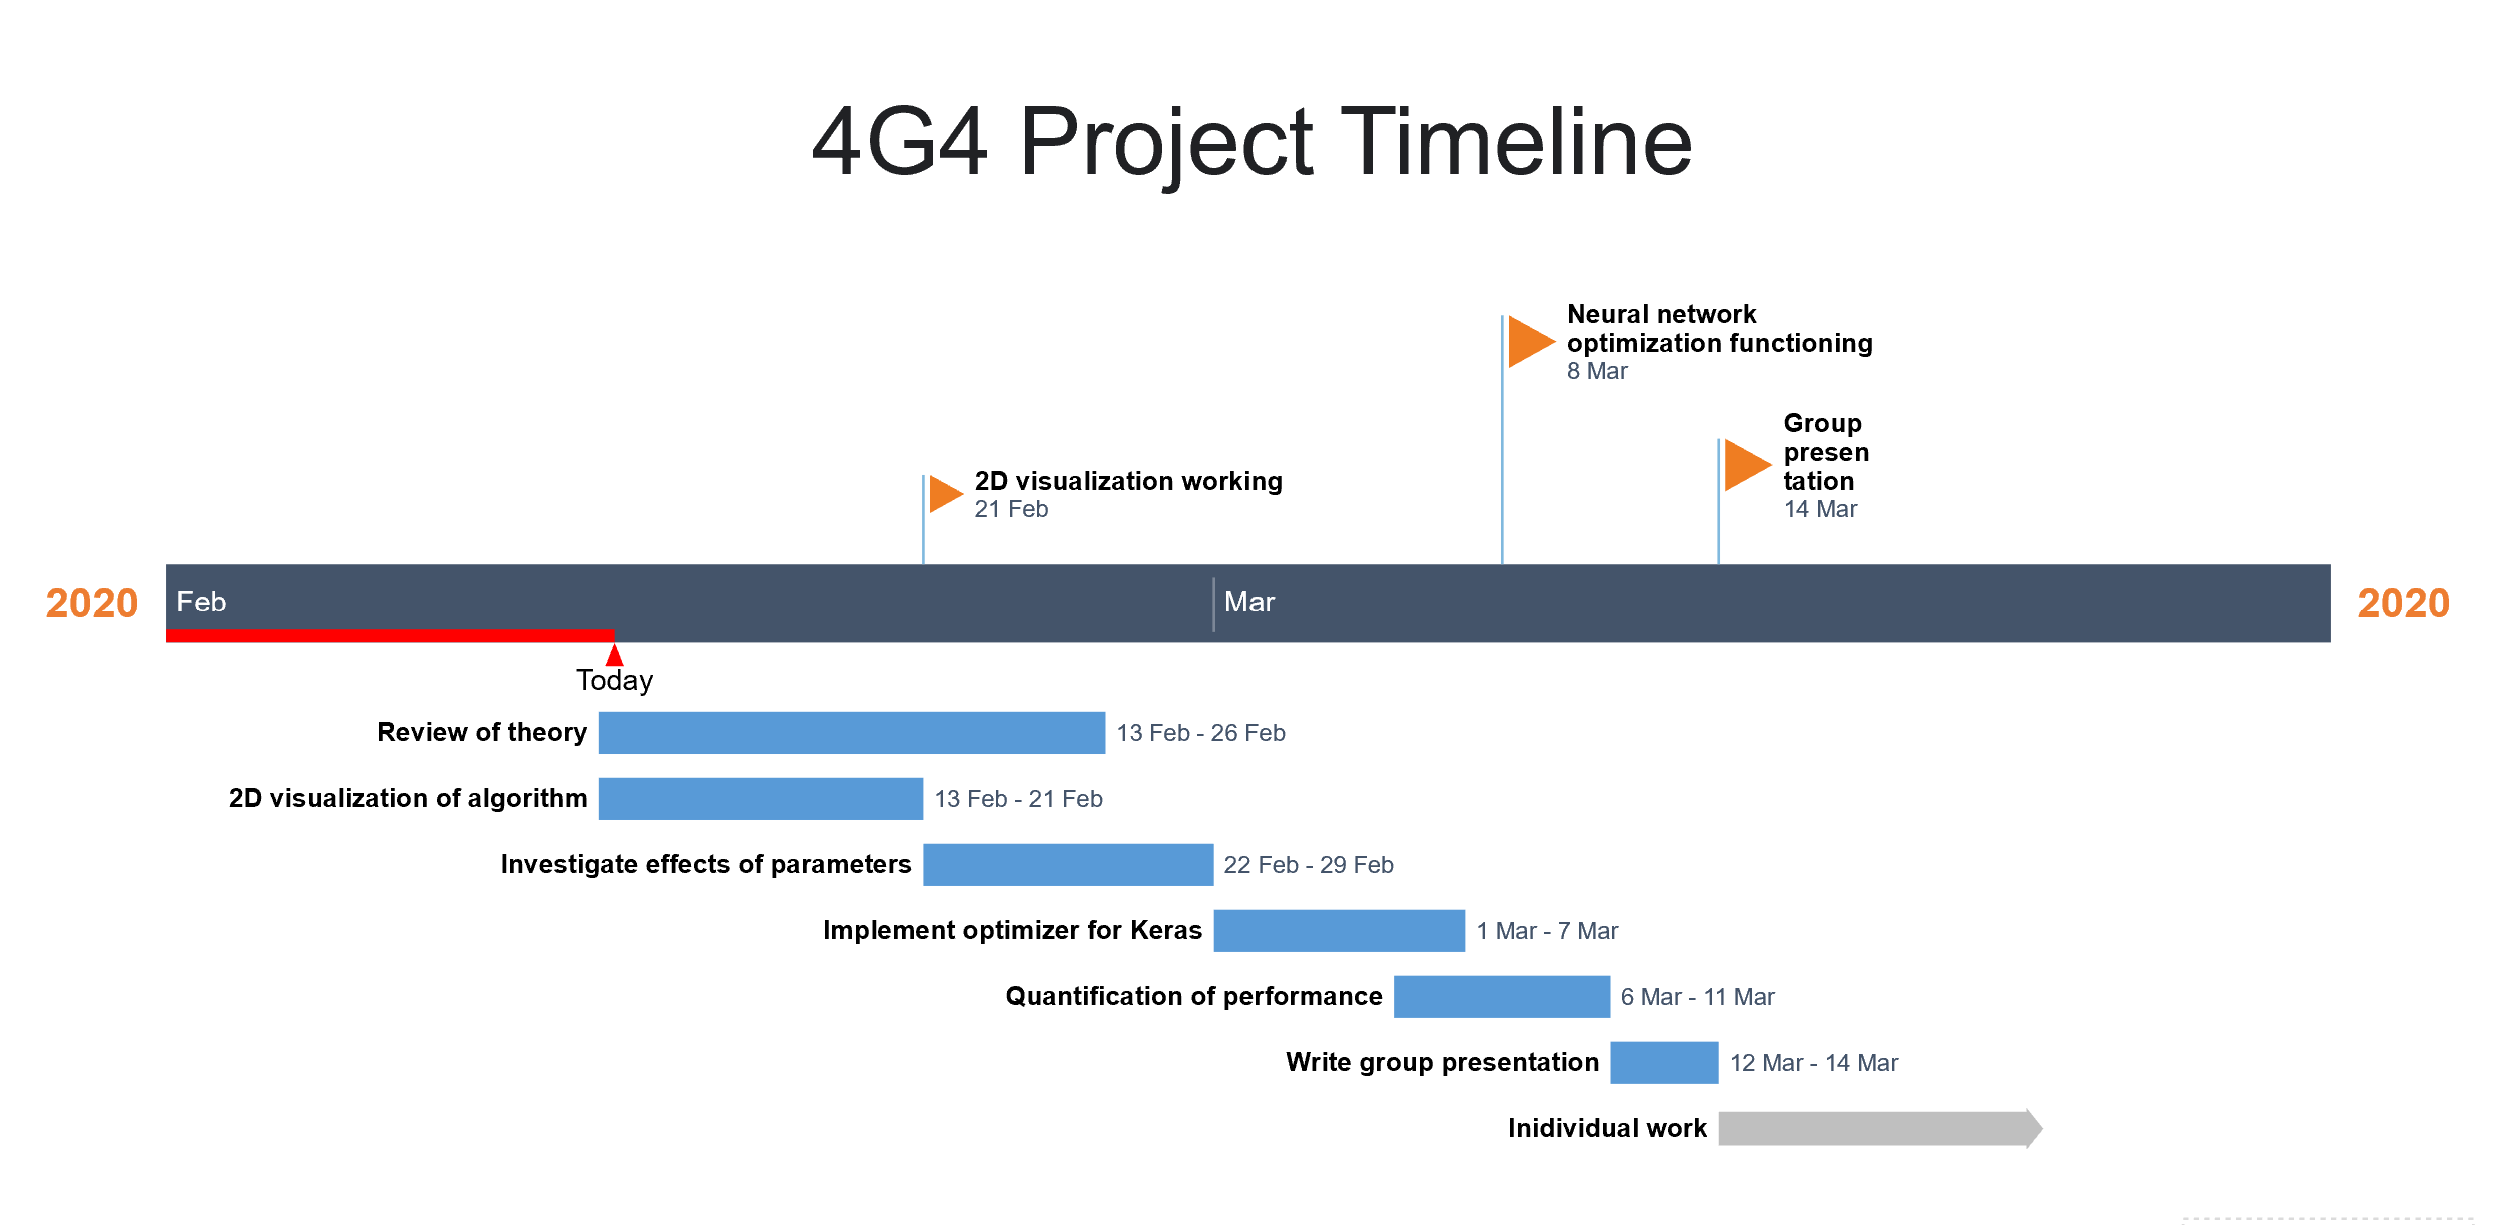 4G4 Project Timeline
Neural network
optimization functioning
8 Mar
Group
presen
tation
14 Mar
2D visualization working
21 Feb
2020
Feb
Mar
2020
Today
Review of theory
13 Feb - 26 Feb
2D visualization of algorithm
13 Feb - 21 Feb
Investigate effects of parameters
22 Feb - 29 Feb
Implement optimizer for Keras
1 Mar - 7 Mar
Quantification of performance
6 Mar - 11 Mar
Write group presentation
12 Mar - 14 Mar
Inidividual work